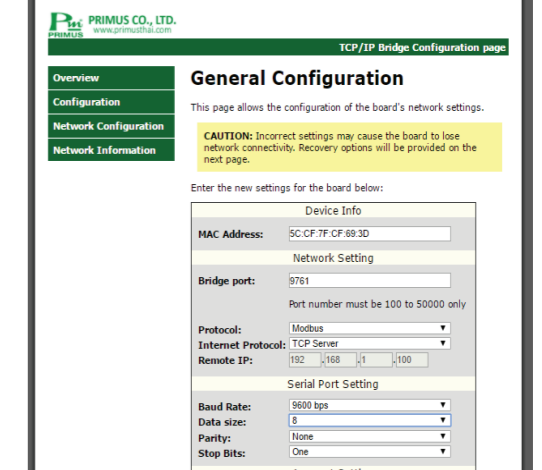 Pm PRIMUS CO., LTD.
PRIMUS www.primusthai.com
TCP/IP Bridge Configuration page
Overview
Configuration
Network Configuration
Network Information
General Configuration
This page allows the configuration of the board's network settings.
CAUTION: Incorrect settings may cause the board to lose
network connectivity. Recovery options will be provided on the
next page.
Enter the new settings for the board below:
Device Info
MAC Address: 5C:CF:7F:CF:69:3D
Network Setting
Bridge port: 9761
Port number must be 100 to 50000 only
Protocol: Modbus
Internet Protocol: TCP Server
Remote IP: 192 .168 .1 .100
Serial Port Setting
Baud Rate: 9600 bps
Data size: 8
Parity: None
Stop Bits: One